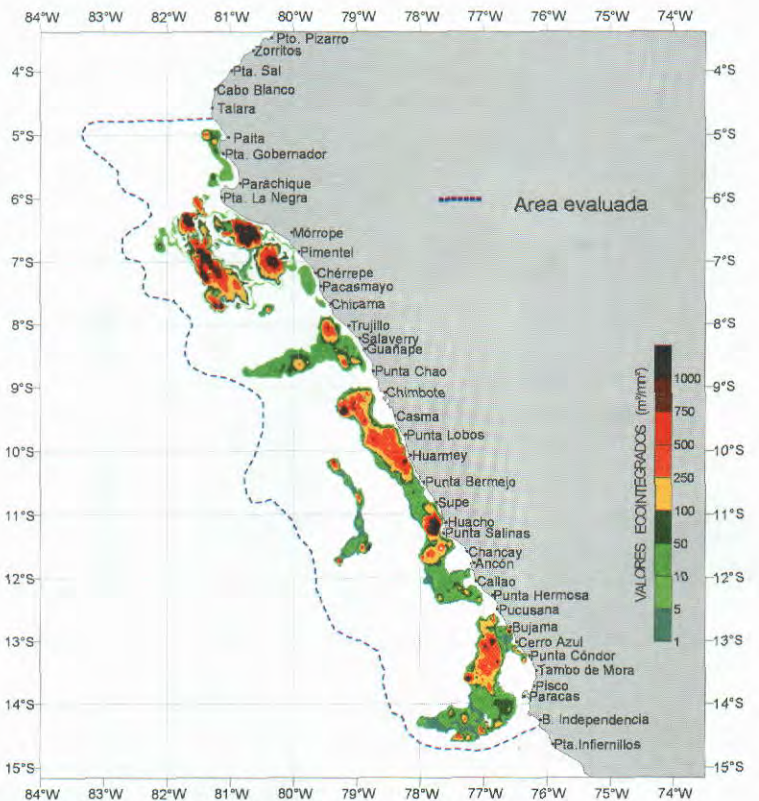 84°W 83°W 82°W 81°W 80°W 79°W 78°W 77°W 76°W 75°W 74°W
Pto. Pizarro
Zorritos
4°S Pta. Sal 4°S
Cabo Blanco
Talara
5°S Paita 5°S
Pta. Gobernador
Paráchique
6°S Pta. La Negra 6°S
Area evaluada
Mórrope
Pimentel
7°S 7°S
Chérrepe
Pacasmayo
Chicama
8°S Trujillo 8°S
Salaverry
Guañape
Punta Chao
9°S Chimbote 9°S
Casma
Punta Lobos
10°S Huarmey 10°S
Punta Bermejo
Supe
11°S Huacho 11°S
Punta Salinas
Chancay
Ancón
12°S Callao 12°S
Punta Hermosa
Pucusana
Bujama
13°S Cerro Azul 13°S
Punta Cóndor
Tambo de Mora
Pisco
Paracas
14°S B. Independencia 14°S
Pta.Infiernillos
15°S 15°S
84°W 83°W 82°W 81°W 80°W 79°W 78°W 77°W 76°W 75°W 74°W
VALORES ECOINTEGRADOS (m²/mn²)
1000
750
500
250
100
50
10
5
1